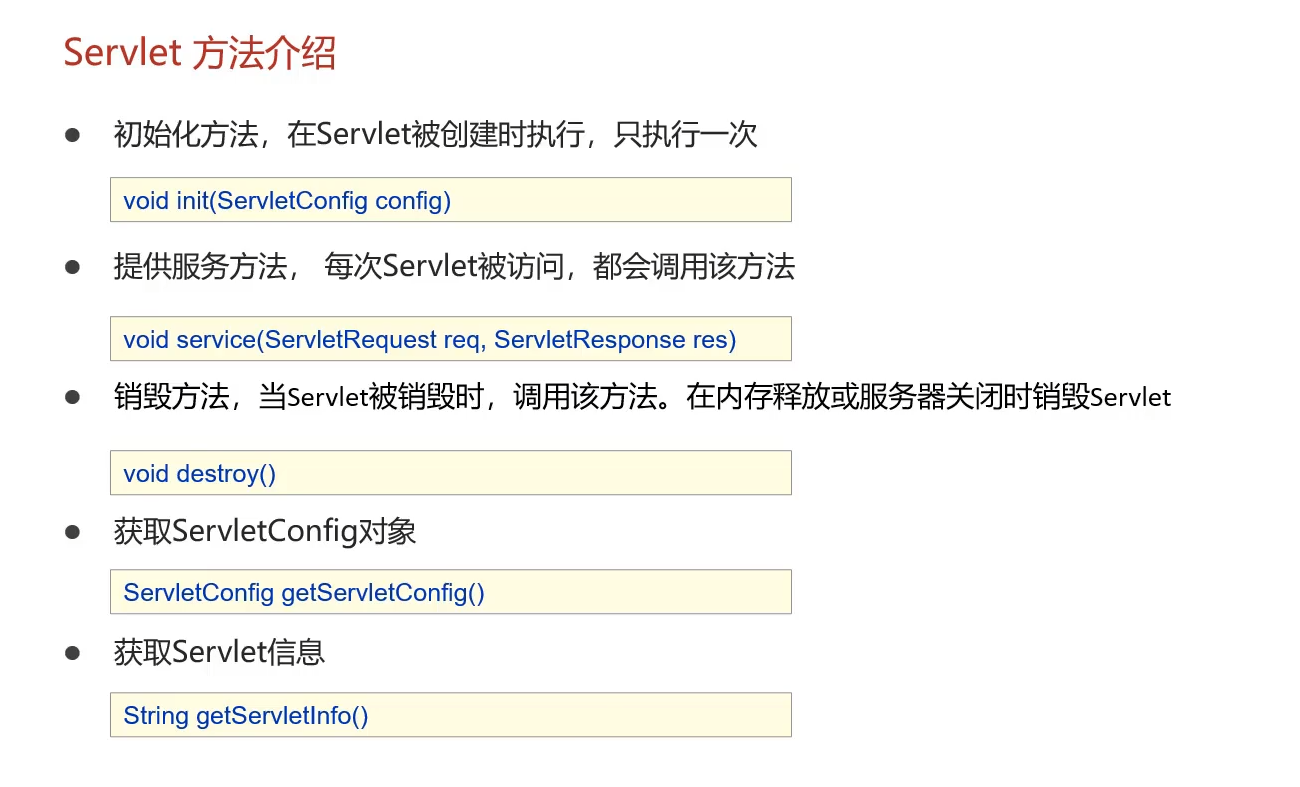 Servlet 方法介绍
● 初始化方法，在Servlet被创建时执行，只执行一次
void init(ServletConfig config)
● 提供服务方法， 每次Servlet被访问，都会调用该方法
void service(ServletRequest req, ServletResponse res)
● 销毁方法，当Servlet被销毁时，调用该方法。在内存释放或服务器关闭时销毁Servlet
void destroy()
● 获取ServletConfig对象
ServletConfig getServletConfig()
● 获取Servlet信息
String getServletInfo()